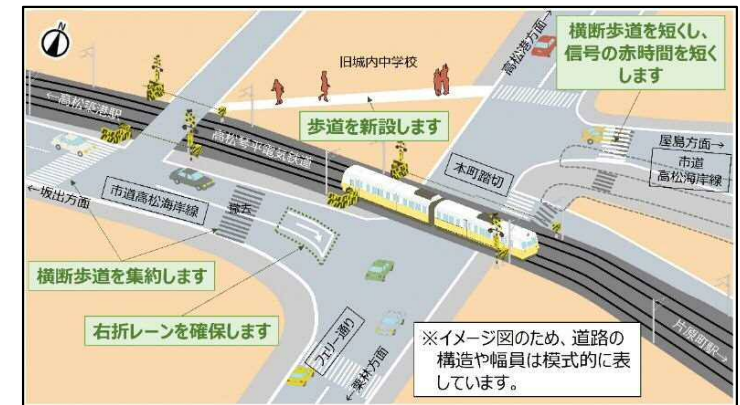 高松港方面→
横断歩道を短くし、
信号の赤時間を短く
します
旧城内中学校
←高松築港駅
歩道を新設します
高松琴平電気鉄道
屋島方面→
市道
高松海岸線
本町踏切
←坂出方面
市道高松海岸線
撤去
横断歩道を集約します
右折レーンを確保します
フェリー通り
←栗林方面
片原町駅→
※イメージ図のため、道路の
構造や幅員は模式的に表
しています。